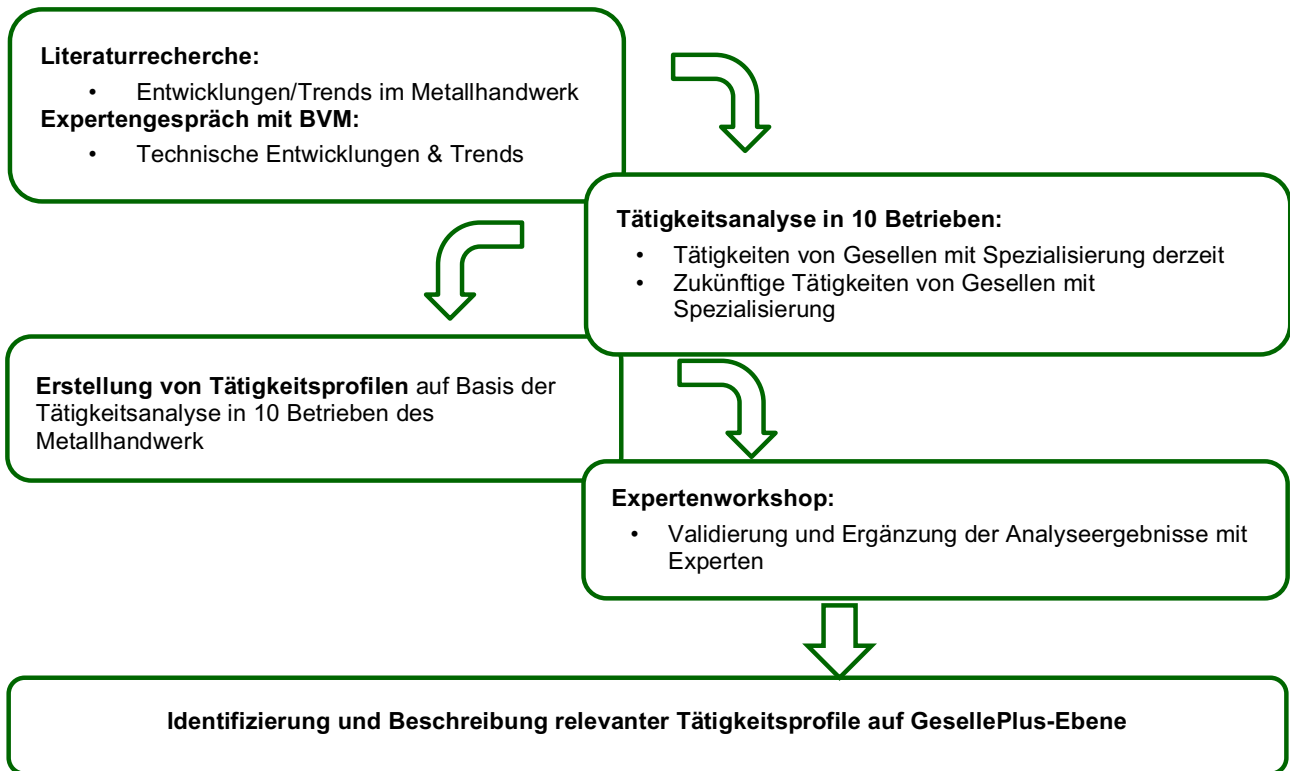 Literaturrecherche:
• Entwicklungen/Trends im Metallhandwerk
Expertengespräch mit BVM:
• Technische Entwicklungen & Trends
Tätigkeitsanalyse in 10 Betrieben:
• Tätigkeiten von Gesellen mit Spezialisierung derzeit
• Zukünftige Tätigkeiten von Gesellen mit
Spezialisierung
Erstellung von Tätigkeitsprofilen auf Basis der
Tätigkeitsanalyse in 10 Betrieben des
Metallhandwerk
Expertenworkshop:
• Validierung und Ergänzung der Analyseergebnisse mit
Experten
Identifizierung und Beschreibung relevanter Tätigkeitsprofile auf GesellePlus-Ebene